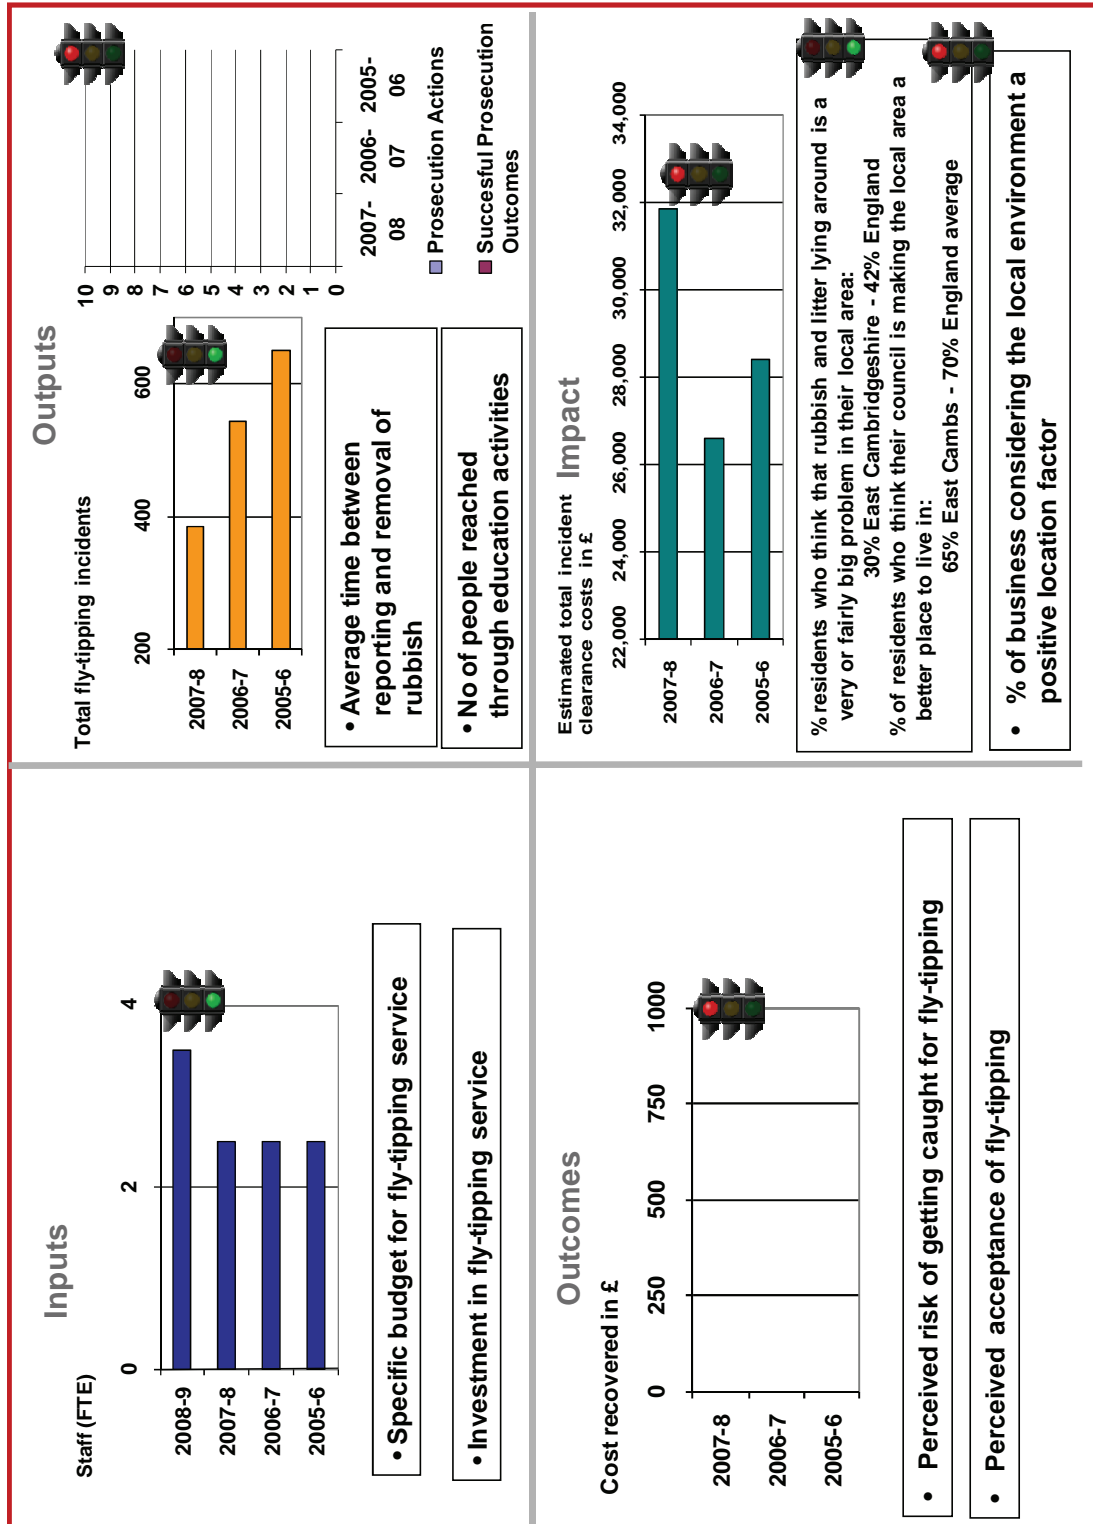 Inputs
Staff (FTE)
0
2
4
2008-9
2007-8
2006-7
2005-6
• Specific budget for fly-tipping service
• Investment in fly-tipping service
Outputs
Total fly-tipping incidents
200
400
600
2007-8
2006-7
2005-6
10
9
8
7
6
5
4
3
2
1
0
2007-
08
2006-
07
2005-
06
Prosecution Actions
Succesful Prosecution
Outcomes
• Average time between
reporting and removal of
rubbish
• No of people reached
through education activities
Outcomes
Cost recovered in £
0
250
500
750
1000
2007-8
2006-7
2005-6
• Perceived risk of getting caught for fly-tipping
• Perceived acceptance of fly-tipping
Impact
Estimated total incident
clearance costs in £
22,000
24,000
26,000
28,000
30,000
32,000
34,000
2007-8
2006-7
2005-6
% residents who think that rubbish and litter lying around is a
very or fairly big problem in their local area:
30% East Cambridgeshire - 42% England
% of residents who think their council is making the local area a
better place to live in:
65% East Cambs - 70% England average
• % of business considering the local environment a
positive location factor